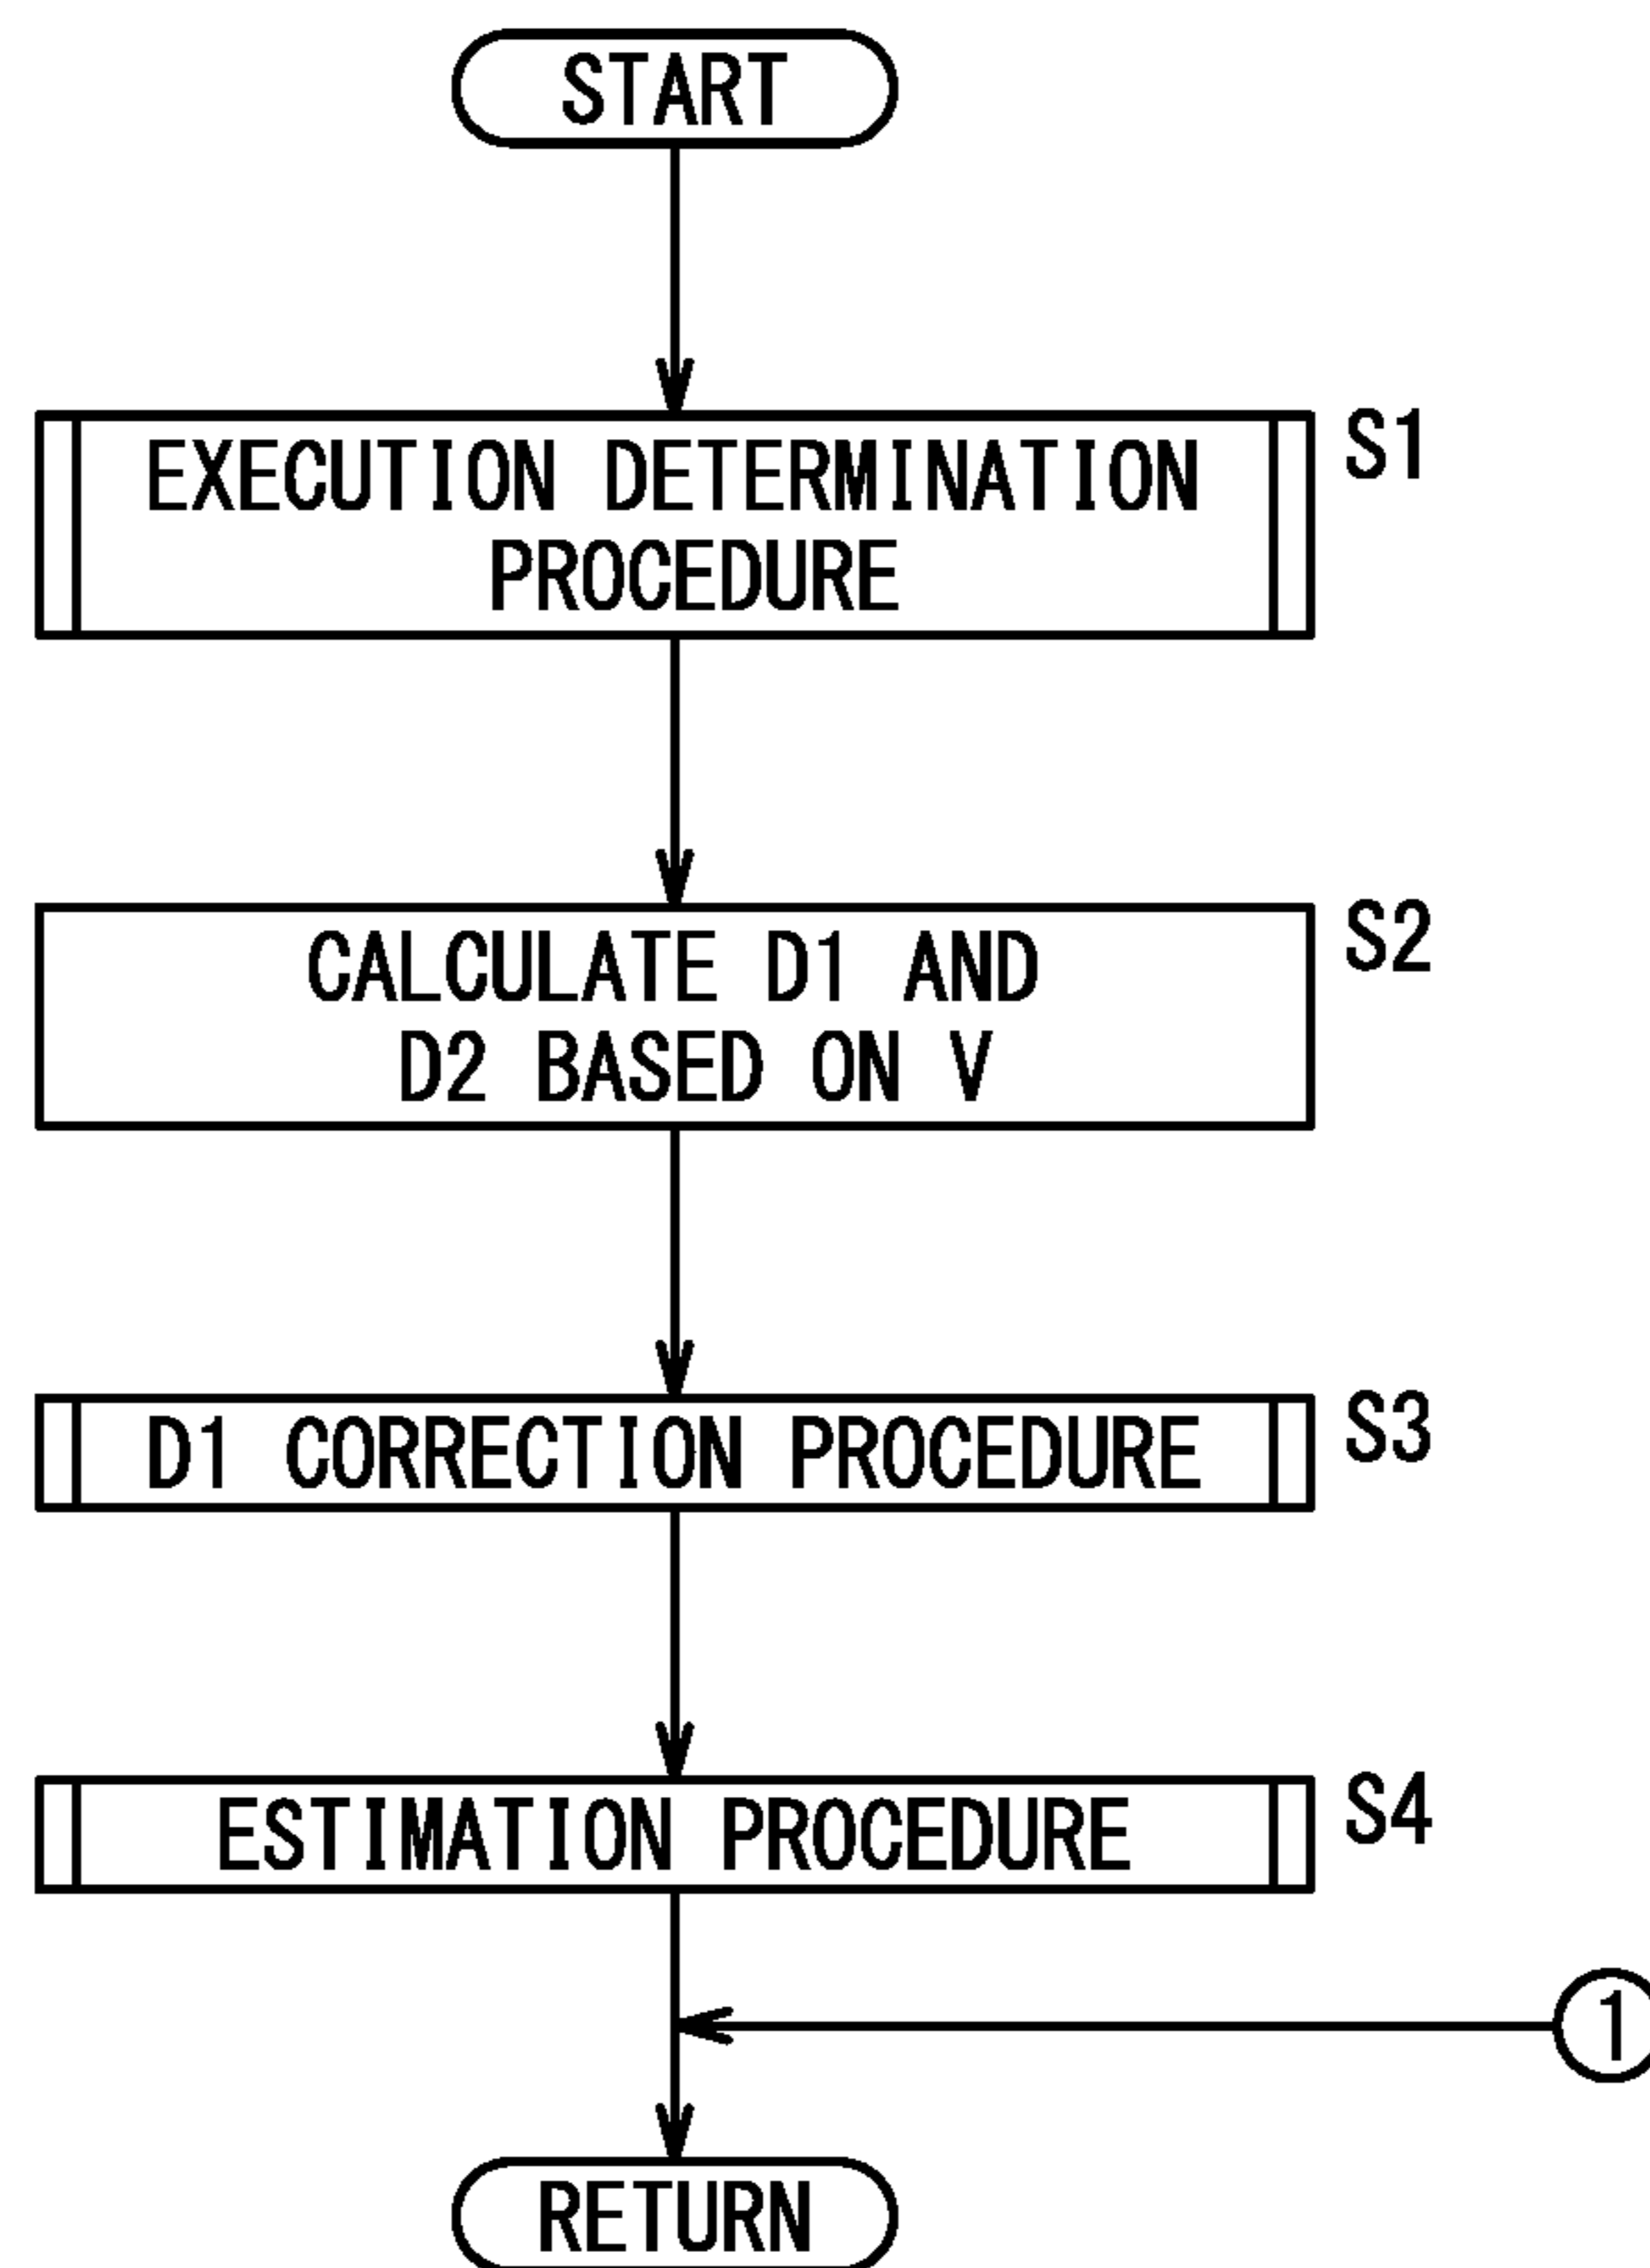 START
EXECUTION DETERMINATION
PROCEDURE
S1
CALCULATE D1 AND
D2 BASED ON V
S2
D1 CORRECTION PROCEDURE
S3
ESTIMATION PROCEDURE
S4
1
RETURN